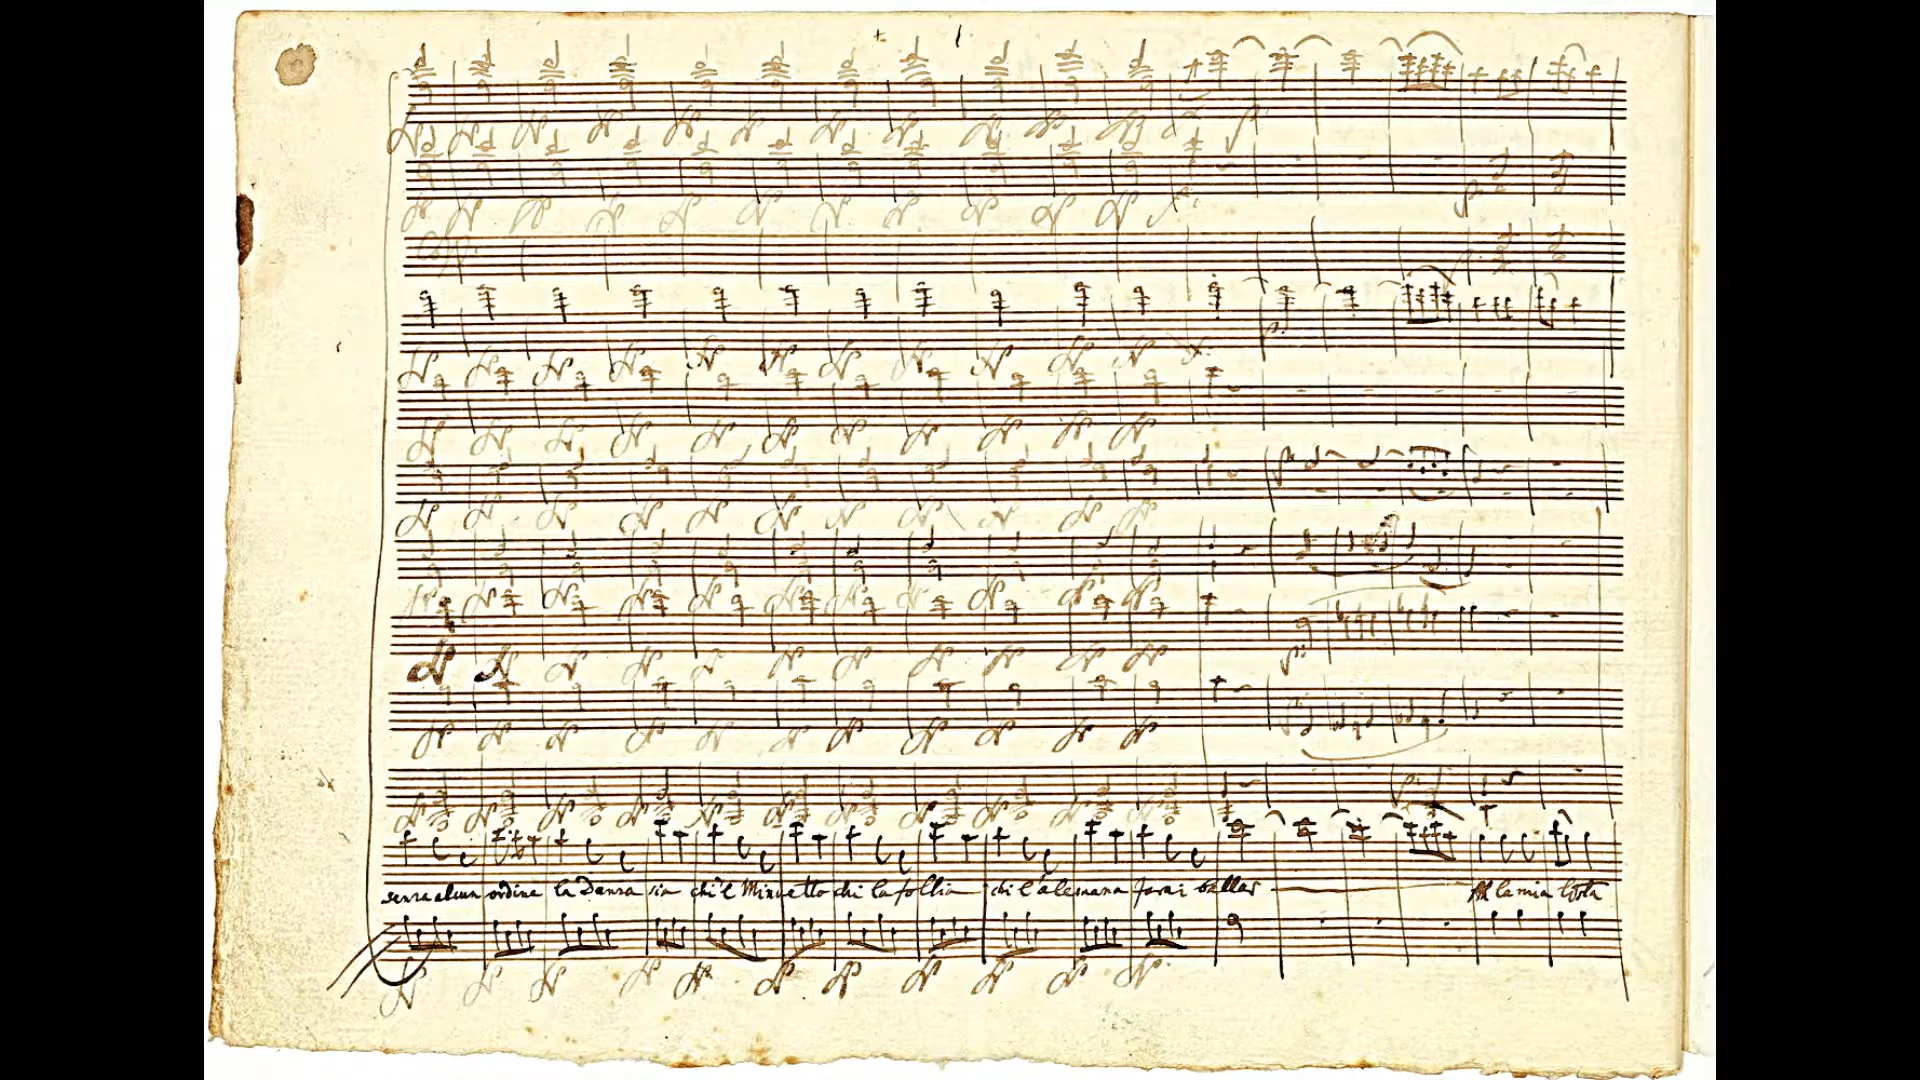 senza alcun ordine la Danza sia chi'l Minuetto chi la follia chi l'alemana farai ballar Ah la mia lista